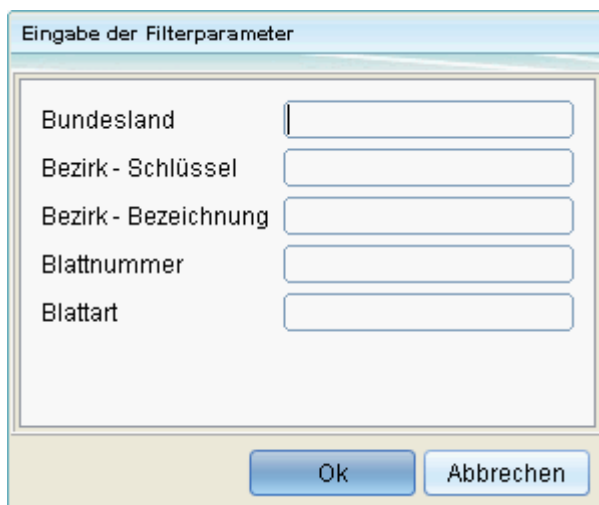 Eingabe der Filterparameter
Bundesland
Bezirk - Schlüssel
Bezirk - Bezeichnung
Blattnummer
Blattart
Ok Abbrechen